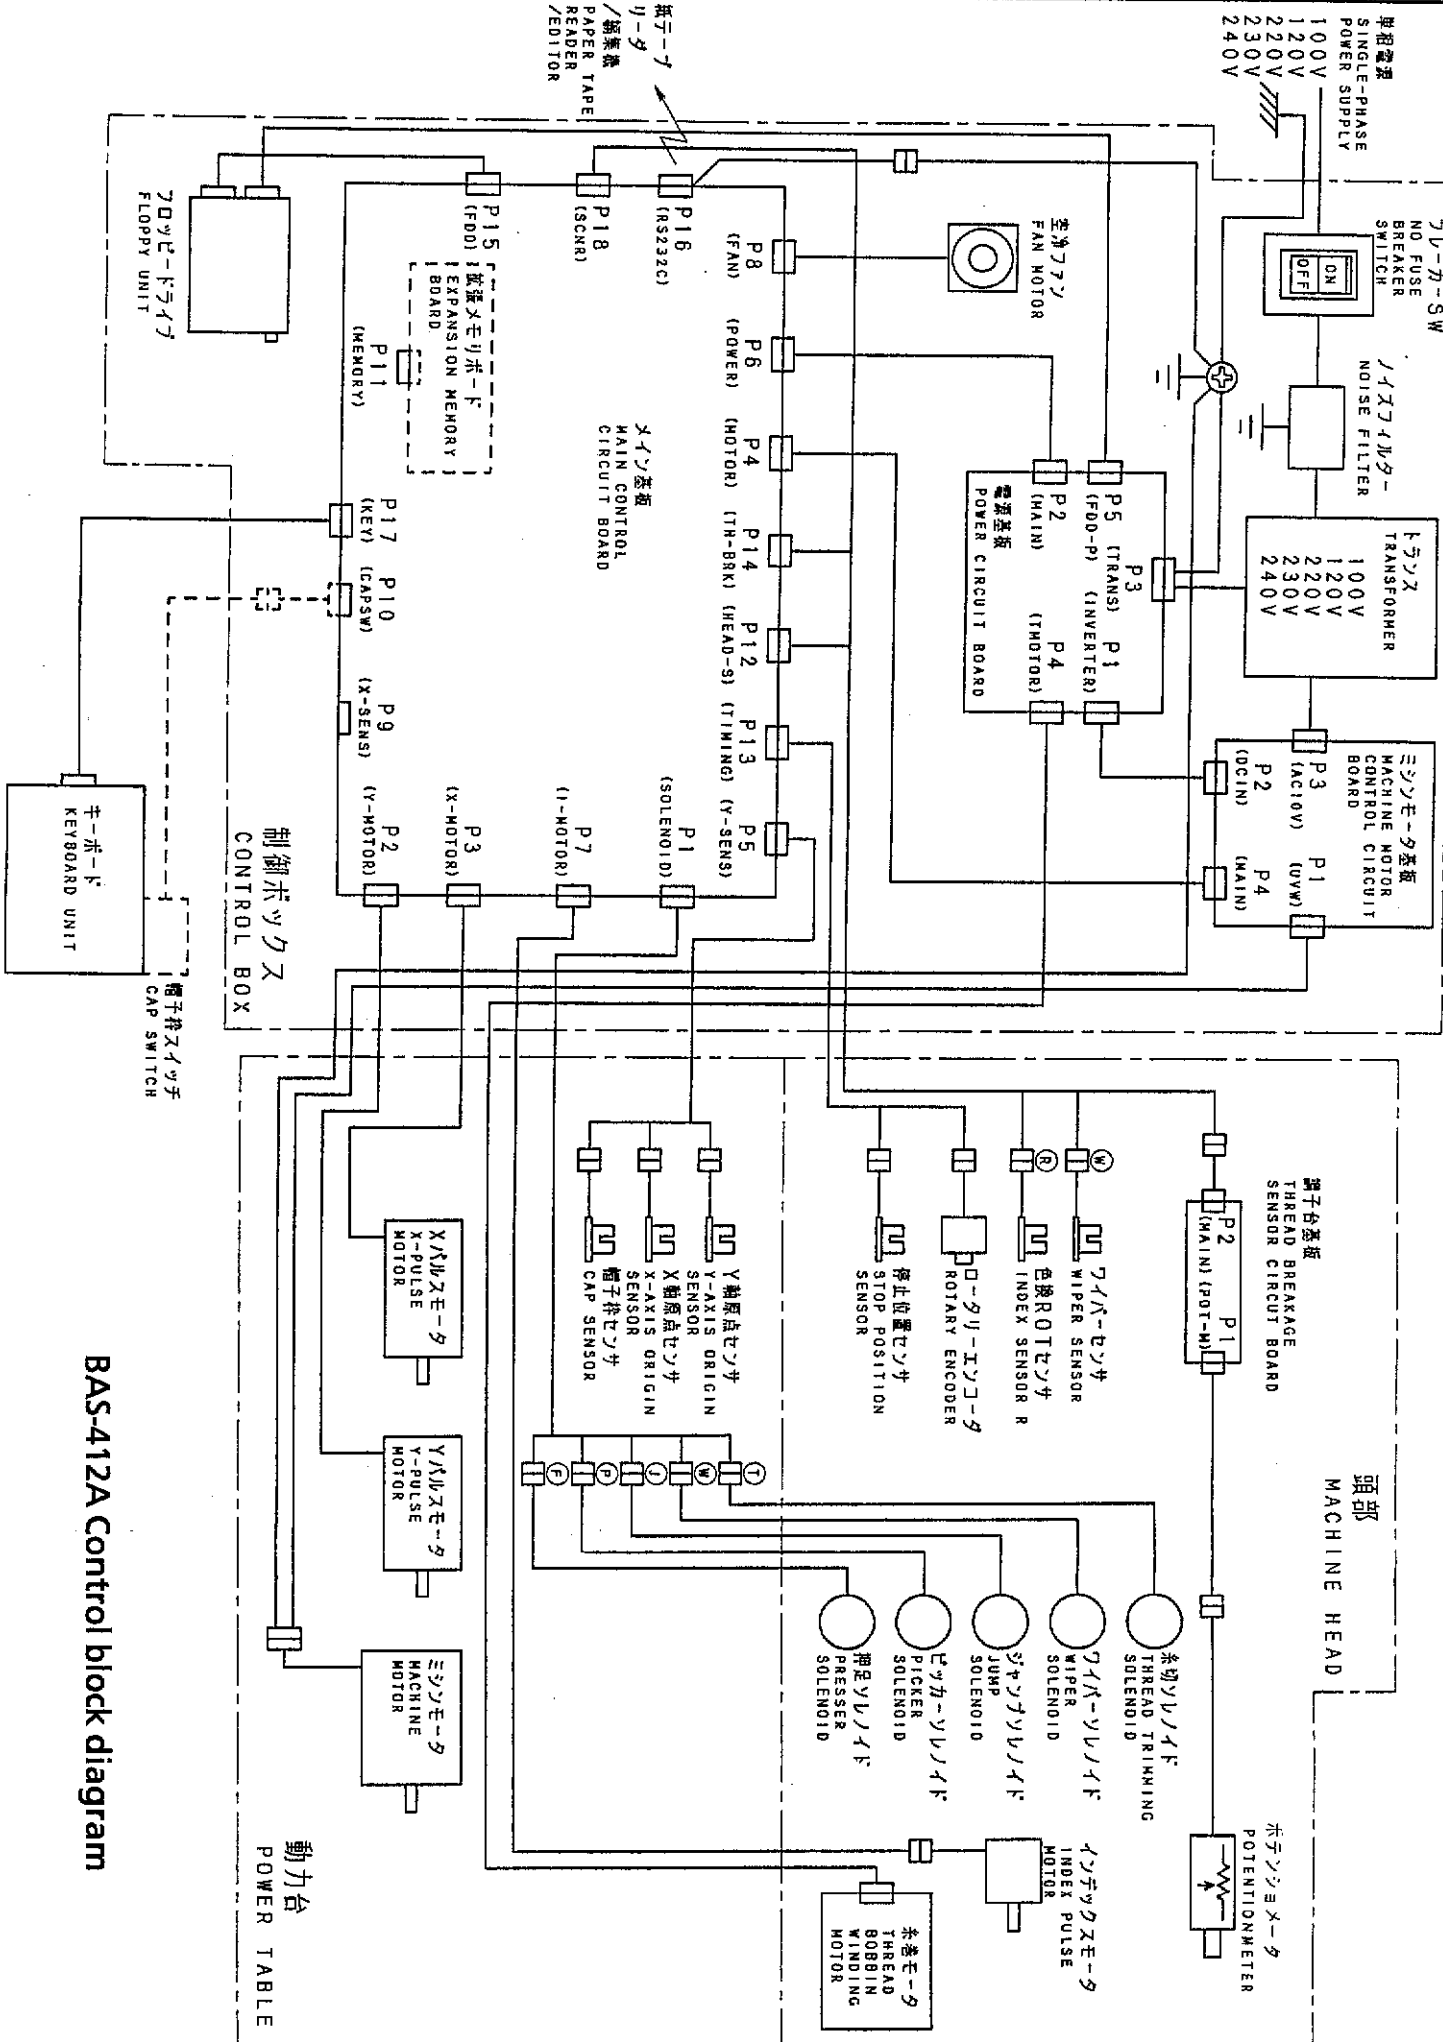 単相電源
SINGLE-PHASE
POWER SUPPLY
100V
120V
220V
230V
240V
ブレーカーSW
NO FUSE
BREAKER
SWITCH
ON
OFF
ノイズフィルター
NOISE FILTER
トランス
TRANSFORMER
100V
120V
220V
230V
240V
ミシンモータ基板
MACHINE MOTOR
CONTROL CIRCUIT
BOARD
P3
(AC10V)
P1
(UVW)
P2
(DCIN)
P4
(MAIN)
P3
(TRANS)
P5
(FDD-P)
P1
(INVERTER)
P2
(MAIN)
P4
(TMOTOR)
電源基板
POWER CIRCUIT BOARD
空冷ファン
FAN MOTOR
紙テープ
リーダ
/編集機
PAPER TAPE
READER
/EDITOR
P16
(RS232C)
P18
(SCNR)
P15
(FDD)
P8
(FAN)
P6
(POWER)
P4
(MOTOR)
P14
(TH-BRK)
P12
(HEAD-S)
P13
(TIMING)
P5
(Y-SENS)
メイン基板
MAIN CONTROL
CIRCUIT BOARD
拡張メモリボード
EXPANSION MEMORY
BOARD
P11
(MEMORY)
P17
(KEY)
P10
(CAPSW)
P9
(X-SENS)
P1
(SOLENOID)
P7
(I-MOTOR)
P3
(X-MOTOR)
P2
(Y-MOTOR)
フロッピードライブ
FLOPPY UNIT
制御ボックス
CONTROL BOX
キーボード
KEYBOARD UNIT
帽子枠スイッチ
CAP SWITCH
頭部
MACHINE HEAD
調子台基板
THREAD BREAKAGE
SENSOR CIRCUT BOARD
P2
(MAIN)
P1
(POT-M)
ポテンショメータ
POTENTIONMETER
W
ワイパーセンサ
WIPER SENSOR
R
色換ROTセンサ
INDEX SENSOR R
ロータリーエンコーダ
ROTARY ENCODER
停止位置センサ
STOP POSITION
SENSOR
Y軸原点センサ
Y-AXIS ORIGIN
SENSOR
X軸原点センサ
X-AXIS ORIGIN
SENSOR
帽子枠センサ
CAP SENSOR
T
W
J
P
F
糸切ソレノイド
THREAD TRIMMING
SOLENOID
ワイパーソレノイド
WIPER
SOLENOID
ジャンプソレノイド
JUMP
SOLENOID
ピッカーソレノイド
PICKER
SOLENOID
押足ソレノイド
PRESSER
SOLENOID
インデックスモータ
INDEX PULSE
MOTOR
糸巻モータ
THREAD
BOBBIN
WINDING
MOTOR
Xパルスモータ
X-PULSE
MOTOR
Yパルスモータ
Y-PULSE
MOTOR
ミシンモータ
MACHINE
MOTOR
動力台
POWER TABLE
BAS-412A Control block diagram